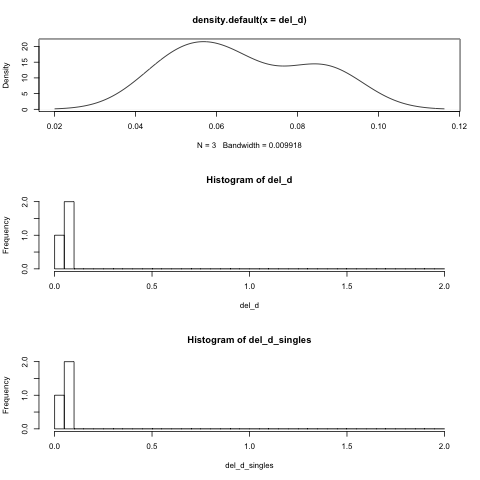 density.default(x = del_d)
Density
0 5 10 15 20
0.02 0.04 0.06 0.08 0.10 0.12
N = 3 Bandwidth = 0.009918
Histogram of del_d
Frequency
0.0 1.0 2.0
0.0 0.5 1.0 1.5 2.0
del_d
Histogram of del_d_singles
Frequency
0.0 1.0 2.0
0.0 0.5 1.0 1.5 2.0
del_d_singles